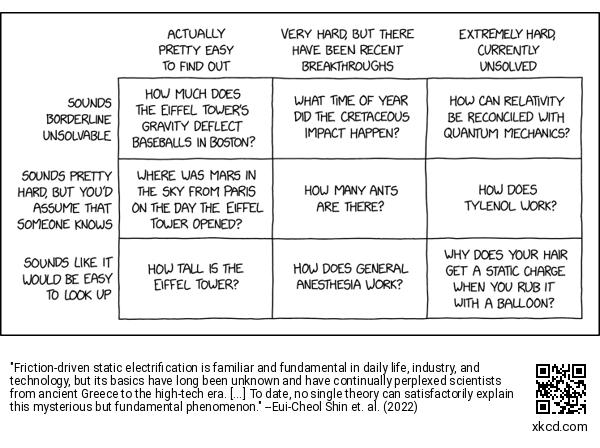 ACTUALLY
PRETTY EASY
TO FIND OUT
VERY HARD, BUT THERE
HAVE BEEN RECENT
BREAKTHROUGHS
EXTREMELY HARD,
CURRENTLY
UNSOLVED
SOUNDS
BORDERLINE
UNSOLVABLE
HOW MUCH DOES
THE EIFFEL TOWER'S
GRAVITY DEFLECT
BASEBALLS IN BOSTON?
WHAT TIME OF YEAR
DID THE CRETACEOUS
IMPACT HAPPEN?
HOW CAN RELATIVITY
BE RECONCILED WITH
QUANTUM MECHANICS?
SOUNDS PRETTY
HARD, BUT YOU'D
ASSUME THAT
SOMEONE KNOWS
WHERE WAS MARS IN
THE SKY FROM PARIS
ON THE DAY THE EIFFEL
TOWER OPENED?
HOW MANY ANTS
ARE THERE?
HOW DOES
TYLENOL WORK?
SOUNDS LIKE IT
WOULD BE EASY
TO LOOK UP
HOW TALL IS THE
EIFFEL TOWER?
HOW DOES GENERAL
ANESTHESIA WORK?
WHY DOES YOUR HAIR
GET A STATIC CHARGE
WHEN YOU RUB IT
WITH A BALLOON?
"Friction-driven static electrification is familiar and fundamental in daily life, industry, and
technology, but its basics have long been unknown and have continually perplexed scientists
from ancient Greece to the high-tech era. [...] To date, no single theory can satisfactorily explain
this mysterious but fundamental phenomenon." --Eui-Cheol Shin et. al. (2022)
xkcd.com